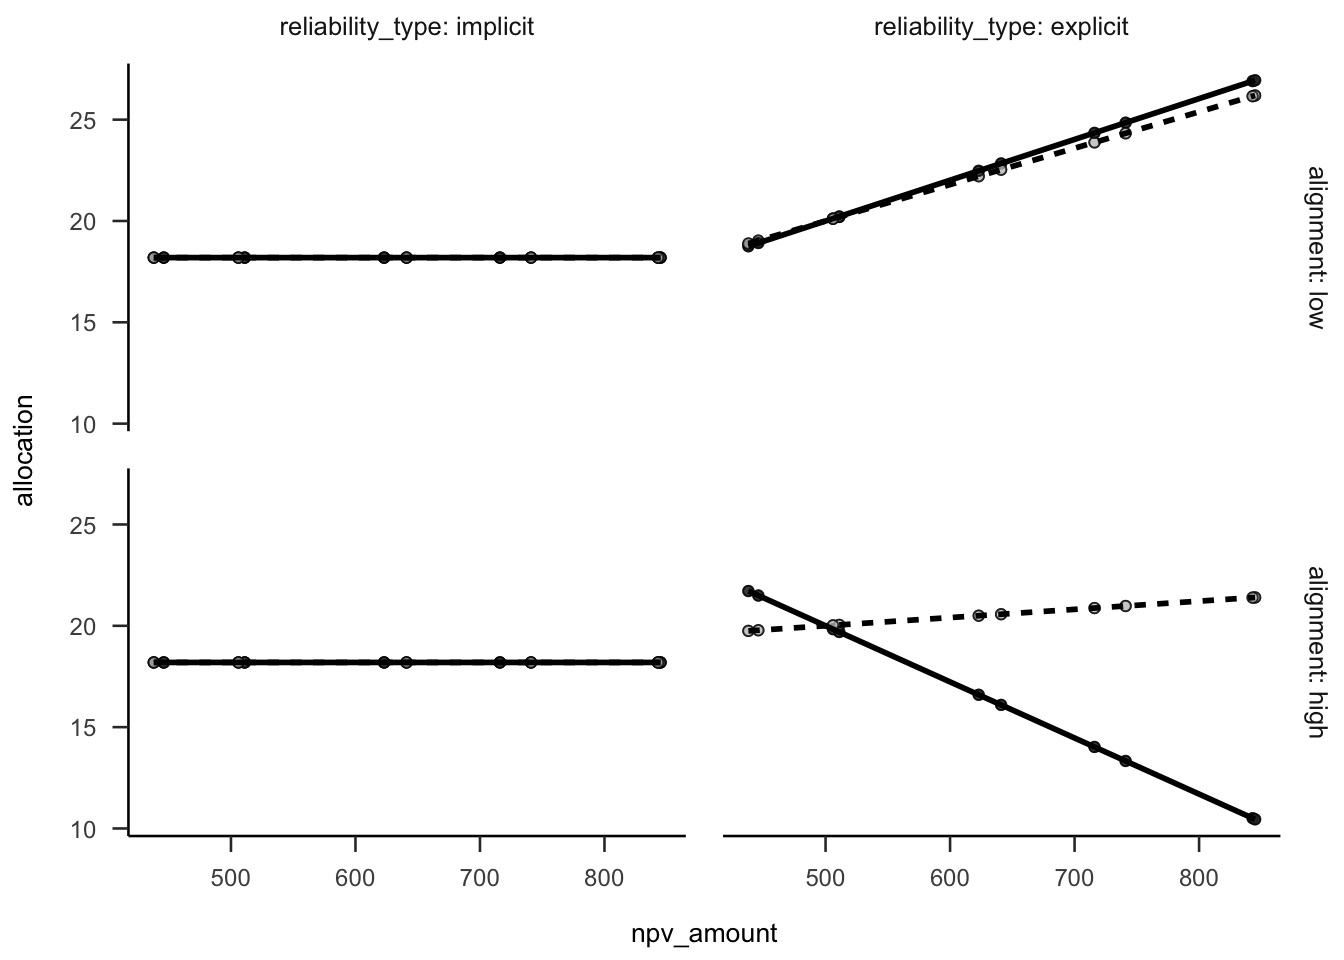 reliability_type: implicit
reliability_type: explicit
25
20
15
10
alignment: low
allocation
25
20
15
10
alignment: high
500
600
700
800
500
600
700
800
npv_amount